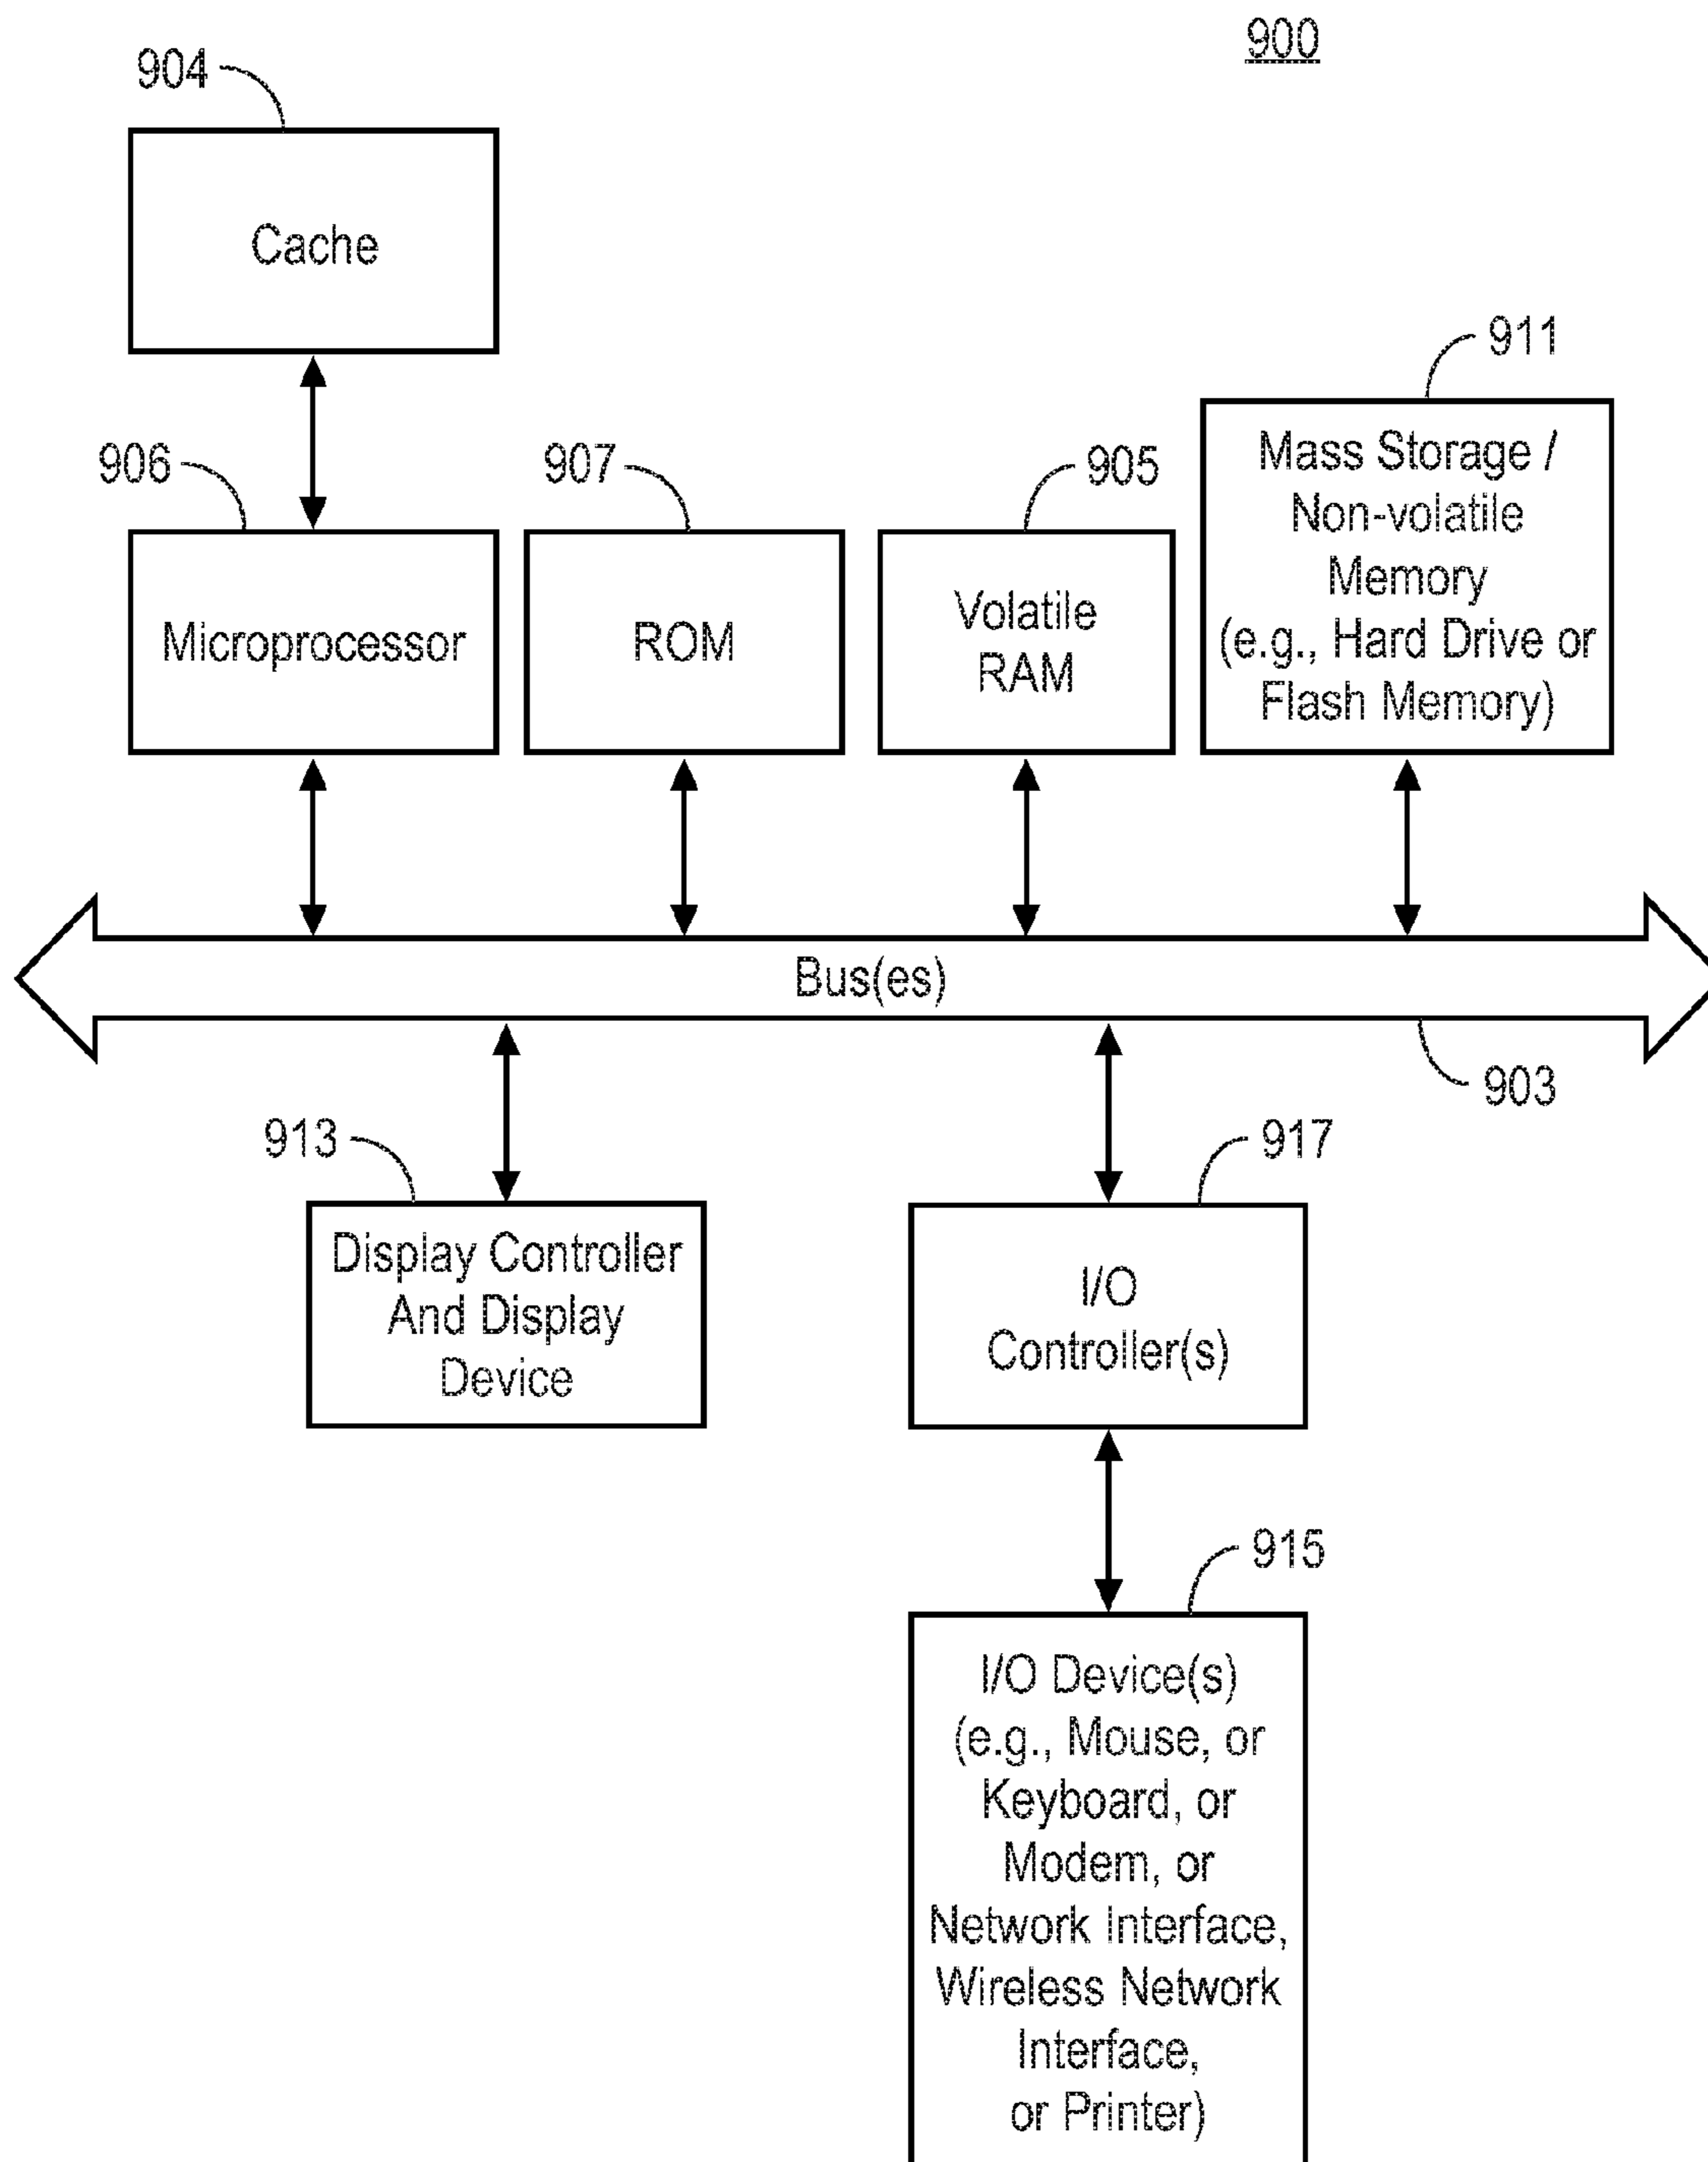 900
904
Cache
911
Mass Storage /
Non-volatile
Memory
(e.g., Hard Drive or
Flash Memory)
906
907
905
Microprocessor
ROM
Volatile
RAM
Bus(es)
903
913
917
Display Controller
And Display
Device
I/O
Controller(s)
915
I/O Device(s)
(e.g., Mouse, or
Keyboard, or
Modem, or
Network Interface,
Wireless Network
Interface,
or Printer)